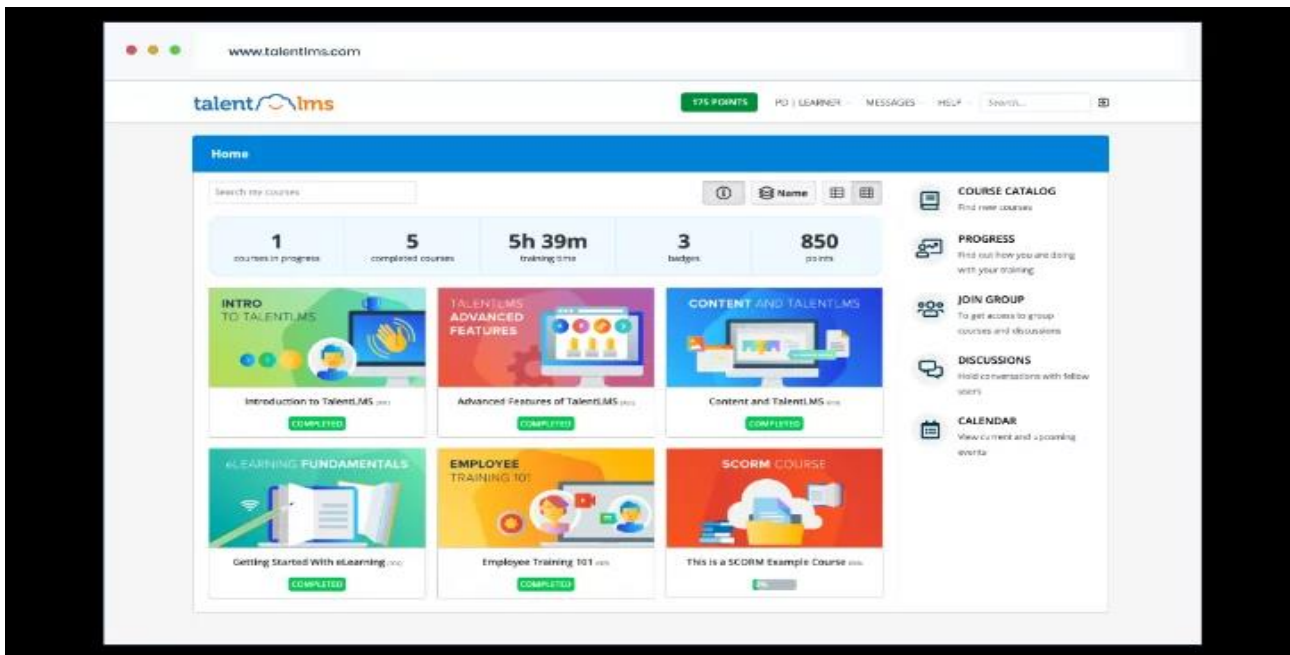 www.talentlms.com
talentlms
175 POINTS
LEARNER
MESSAGES
HELP
Search...
Home
Search my courses
Name
1
courses in progress
5
completed courses
5h 39m
training time
3
badges
850
points
INTRO
TO TALENTLMS
Introduction to TalentLMS
COMPLETED
TALENTLMS
ADVANCED
FEATURES
Advanced Features of TalentLMS
COMPLETED
CONTENT AND TALENTLMS
Content and TalentLMS
COMPLETED
eLEARNING FUNDAMENTALS
Getting Started With eLearning
COMPLETED
EMPLOYEE
TRAINING 101
Employee Training 101
COMPLETED
SCORM COURSE
This is a SCORM Example Course
COURSE CATALOG
Find new courses
PROGRESS
Find out how you are doing
with your training
JOIN GROUP
To get access to group
courses and discussions
DISCUSSIONS
Hold conversations with fellow
users
CALENDAR
View current and upcoming
events